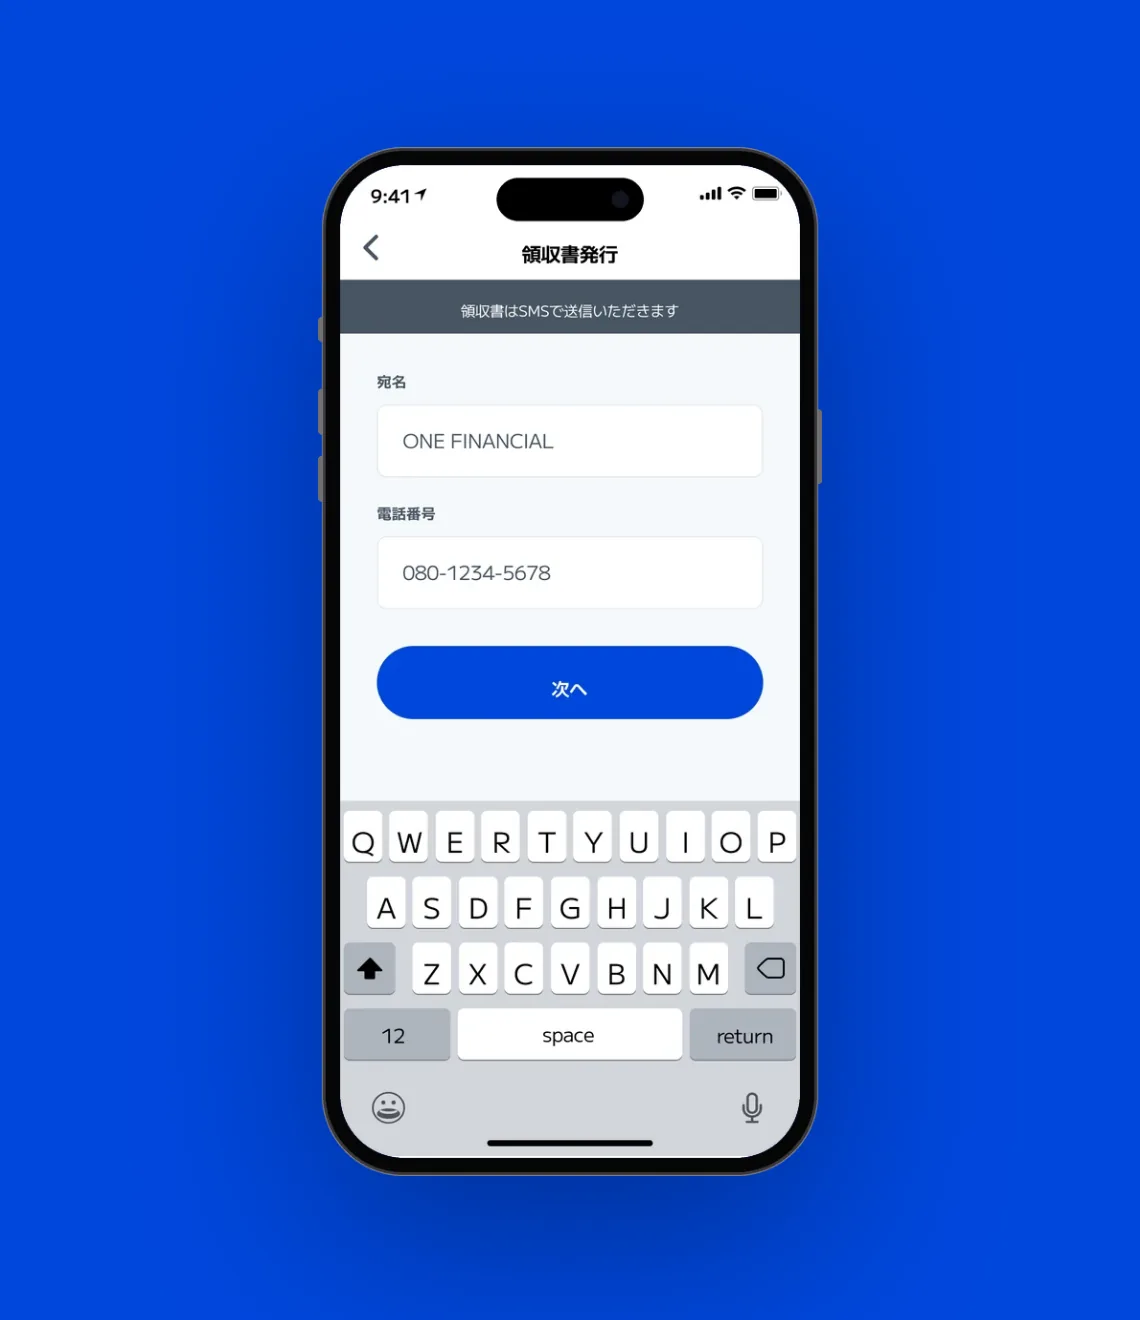 9:41
領収書発行
領収書はSMSで送信いただきます
宛名
ONE FINANCIAL
電話番号
080-1234-5678
次へ
Q W E R T Y U I O P
A S D F G H J K L
Z X C V B N M
12 space return